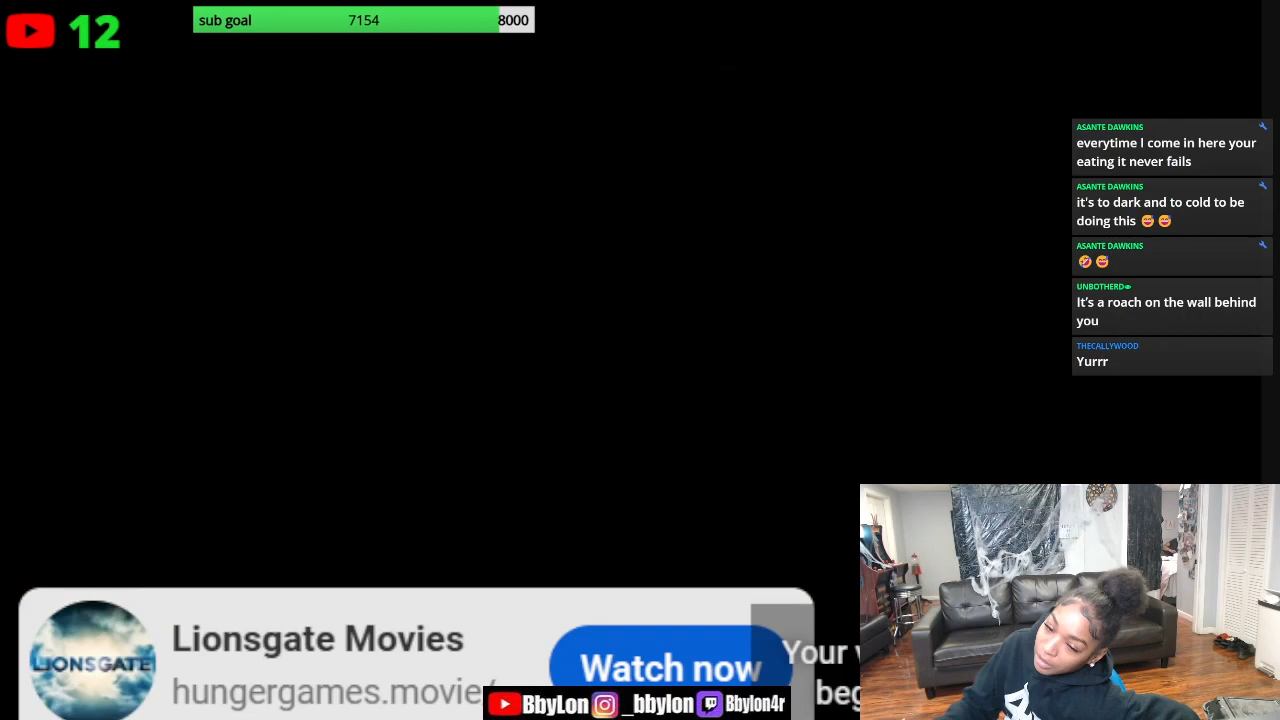 12
sub goal 7154 8000
ASANTE DAWKINS
everytime I come in here your
eating it never fails
ASANTE DAWKINS
it's to dark and to cold to be
doing this 😅 😅
ASANTE DAWKINS
🤣 😅
UNBOTHERD
It's a roach on the wall behind
you
THECALLYWOOD
Yurrr
LIONSGATE
Lionsgate Movies
hungergames.movie/
Watch now
Your
beg
BbyLon _bbylon Bbylon4r